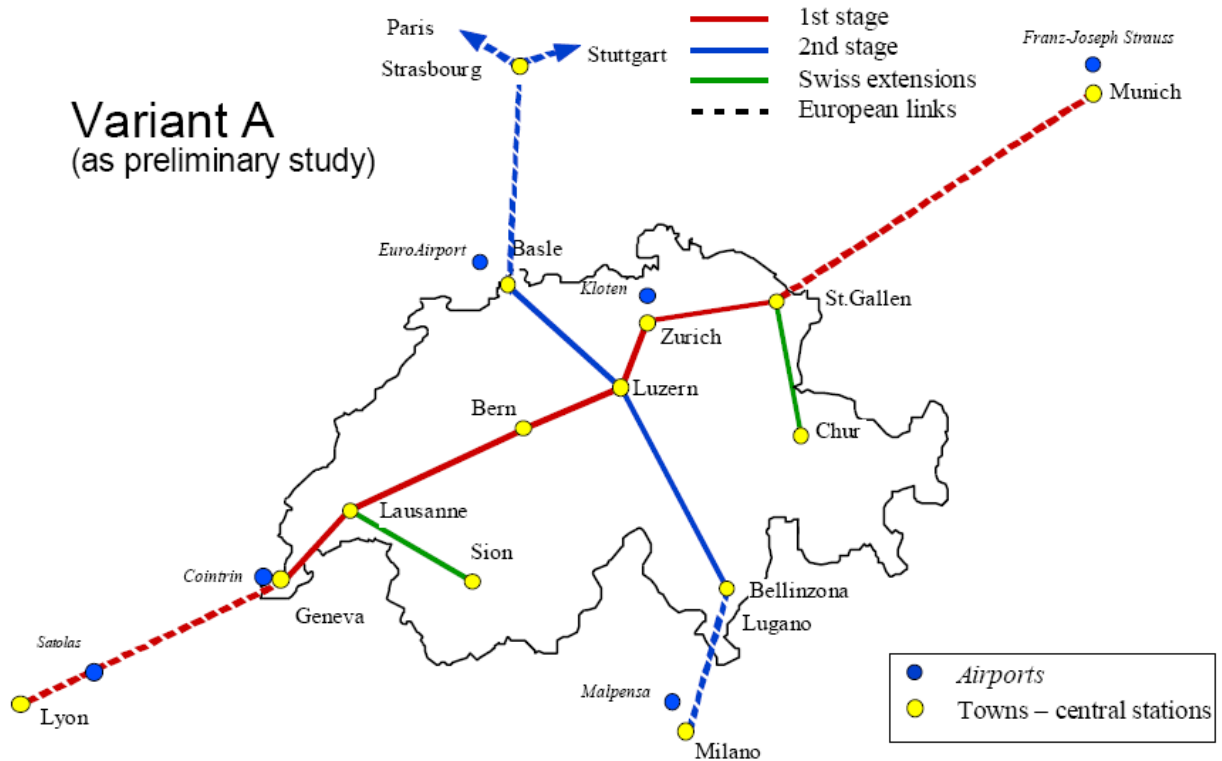 Paris
Strasbourg
Stuttgart
1st stage
2nd stage
Swiss extensions
European links
Franz-Joseph Strauss
Munich
Variant A
(as preliminary study)
EuroAirport
Basle
Kloten
St.Gallen
Zurich
Luzern
Bern
Chur
Lausanne
Sion
Cointrin
Geneva
Bellinzona
Lugano
Satolas
Lyon
Malpensa
Milano
Airports
Towns – central stations